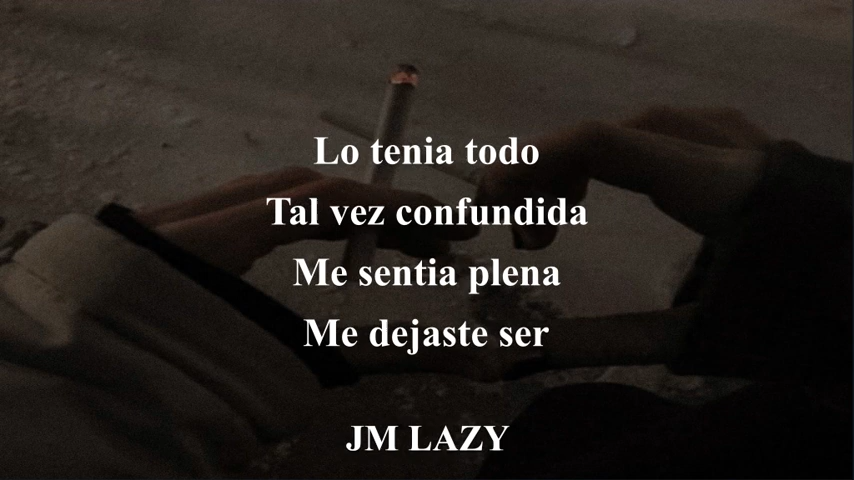 Lo tenia todo
Tal vez confundida
Me sentia plena
Me dejaste ser
JM LAZY